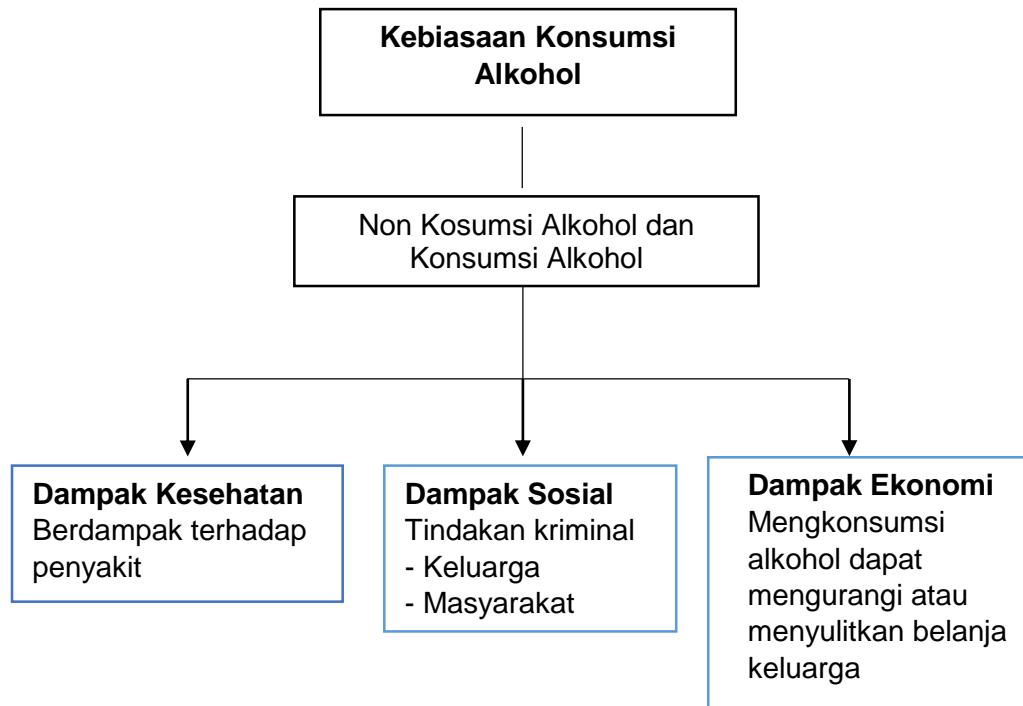 Kebiasaan Konsumsi
Alkohol
Non Kosumsi Alkohol dan
Konsumsi Alkohol
Dampak Kesehatan
Berdampak terhadap
penyakit
Dampak Sosial
Tindakan kriminal
- Keluarga
- Masyarakat
Dampak Ekonomi
Mengkonsumsi
alkohol dapat
mengurangi atau
menyulitkan belanja
keluarga